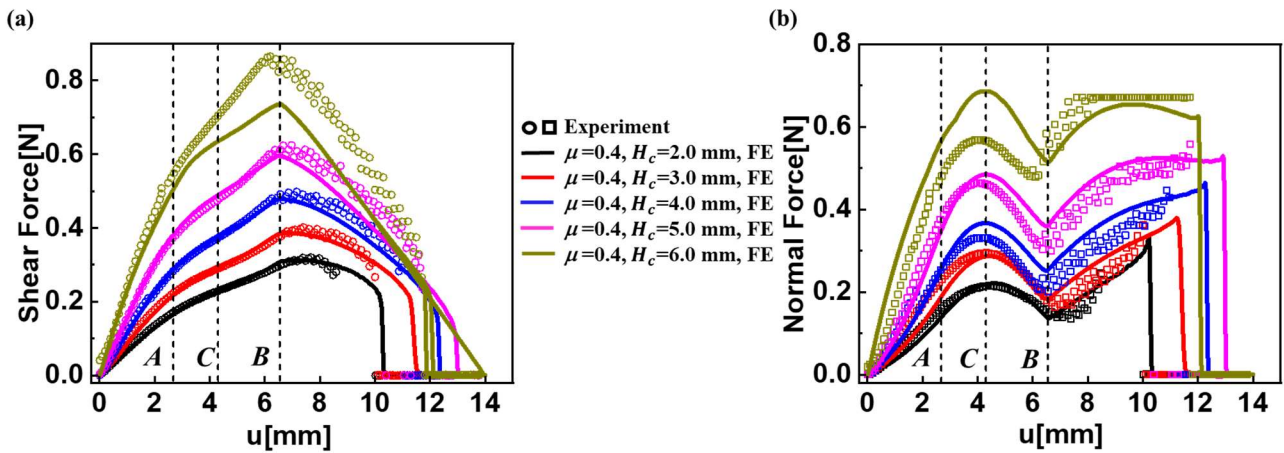 (a)
Shear Force[N]
0.8
0.6
0.4
0.2
0.0
A
C
B
0
2
4
6
8
10
12
14
u[mm]
Experiment
μ=0.4, Hc=2.0 mm, FE
μ=0.4, Hc=3.0 mm, FE
μ=0.4, Hc=4.0 mm, FE
μ=0.4, Hc=5.0 mm, FE
μ=0.4, Hc=6.0 mm, FE
(b)
Normal Force[N]
0.8
0.6
0.4
0.2
0.0
A
C
B
0
2
4
6
8
10
12
14
u[mm]